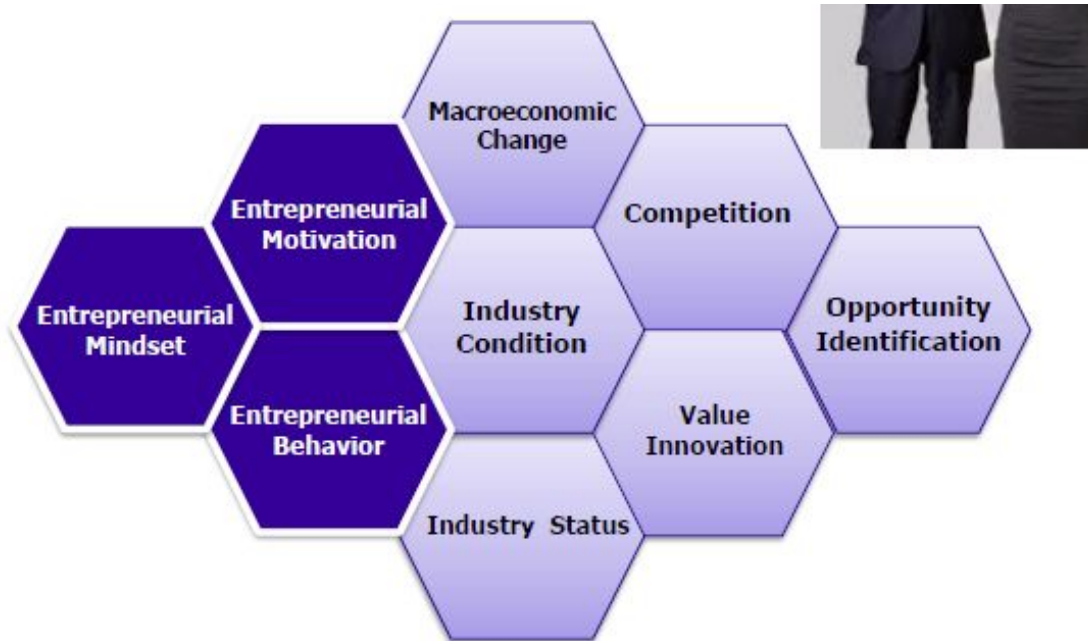 Macroeconomic
Change
Entrepreneurial
Motivation
Competition
Entrepreneurial
Mindset
Industry
Condition
Opportunity
Identification
Entrepreneurial
Behavior
Value
Innovation
Industry Status